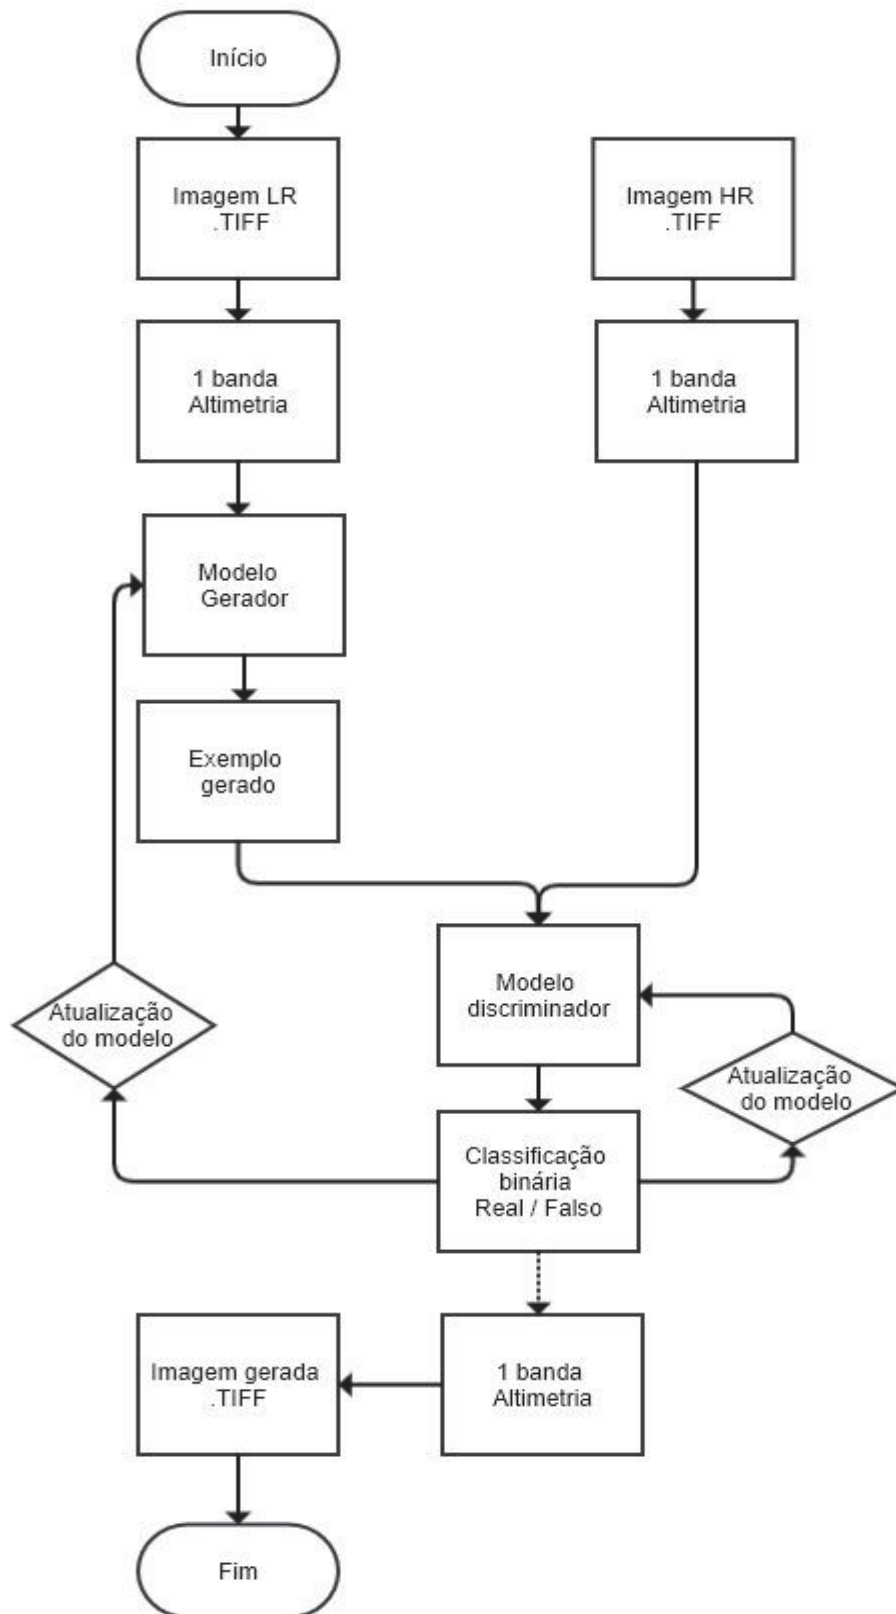 Início
Imagem LR
.TIFF
Imagem HR
.TIFF
1 banda
Altimetria
1 banda
Altimetria
Modelo
Gerador
Exemplo
gerado
Modelo
discriminador
Atualização
do modelo
Atualização
do modelo
Classificação
binária
Real / Falso
Imagem gerada
.TIFF
1 banda
Altimetria
Fim